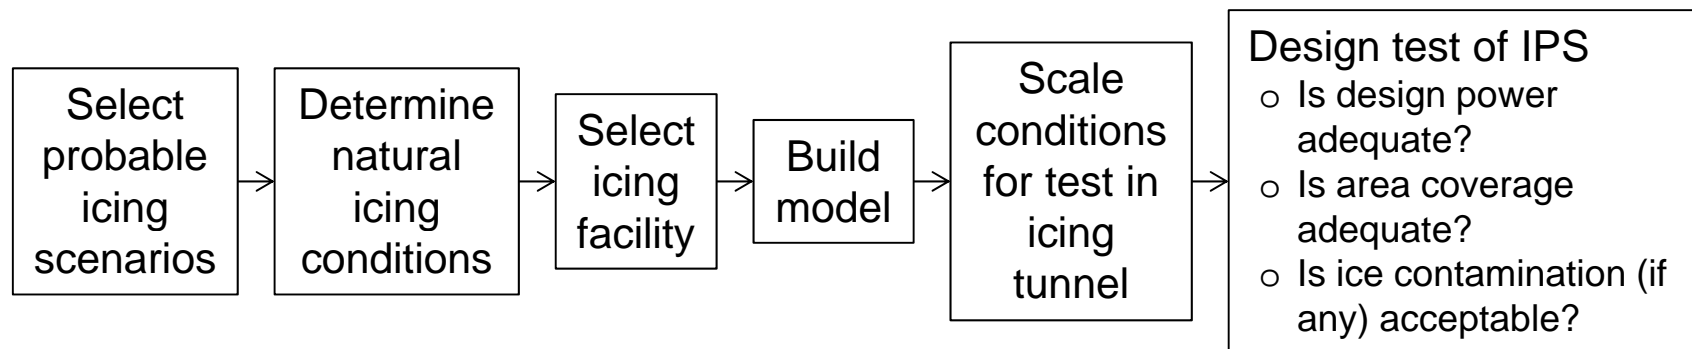 Select
probable
icing
scenarios
Determine
natural
icing
conditions
Select
icing
facility
Build
model
Scale
conditions
for test in
icing
tunnel
Design test of IPS
o Is design power
adequate?
o Is area coverage
adequate?
o Is ice contamination (if
any) acceptable?